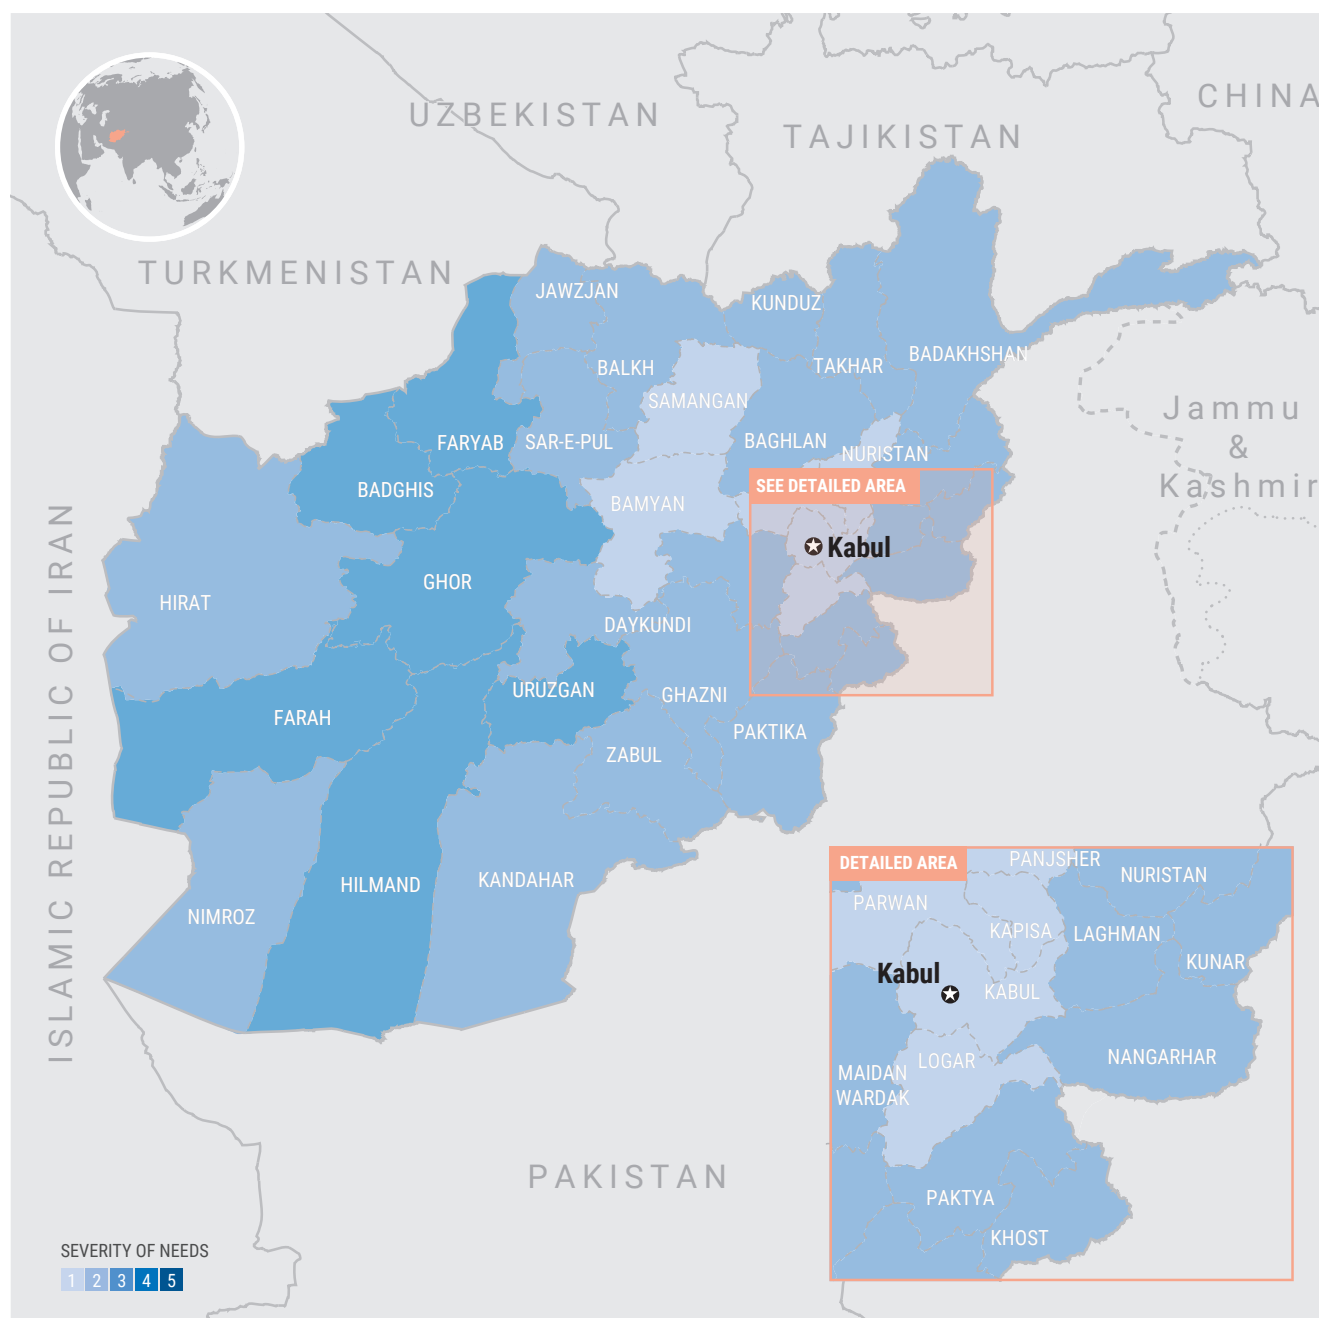 CHINA
UZBEKISTAN
TAJIKISTAN
TURKMENISTAN
JAWZJAN
KUNDUZ
BALKH
TAKHAR
BADAKHSHAN
SAMANGAN
Jammu
&
Kashmir
FARYAB
SAR-E-PUL
BAGHLAN
NURISTAN
BADGHIS
SEE DETAILED AREA
BAMYAN
Kabul
GHOR
HIRAT
DAYKUNDI
URUZGAN
GHAZNI
FARAH
PAKTIKA
ZABUL
ISLAMIC REPUBLIC OF IRAN
HILMAND
KANDAHAR
NIMROZ
DETAILED AREA
PANJSHER
NURISTAN
PARWAN
KAPISA
LAGHMAN
KUNAR
Kabul
KABUL
LOGAR
NANGARHAR
MAIDAN
WARDAK
PAKTYA
KHOST
PAKISTAN
SEVERITY OF NEEDS
1 2 3 4 5